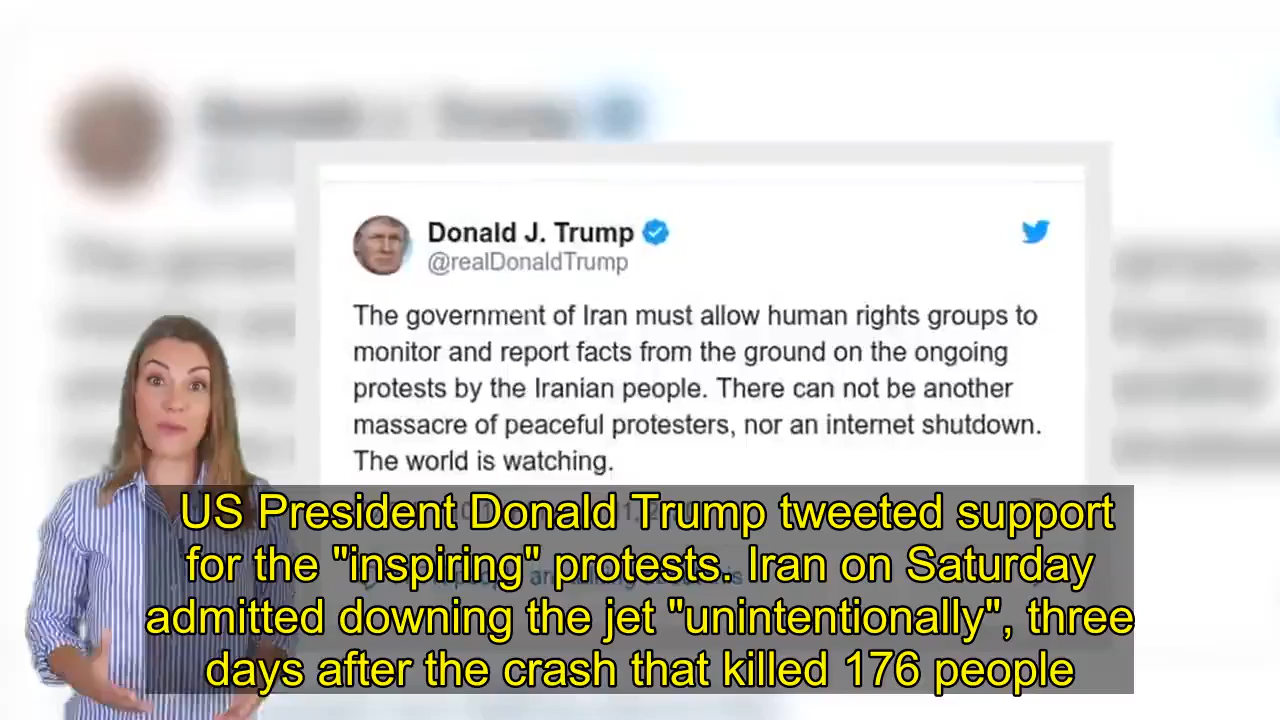 Donald J. Trump
@realDonaldTrump
The government of Iran must allow human rights groups to
monitor and report facts from the ground on the ongoing
protests by the Iranian people. There can not be another
massacre of peaceful protesters, nor an internet shutdown.
The world is watching.
US President Donald Trump tweeted support
for the "inspiring" protests. Iran on Saturday
admitted downing the jet "unintentionally", three
days after the crash that killed 176 people